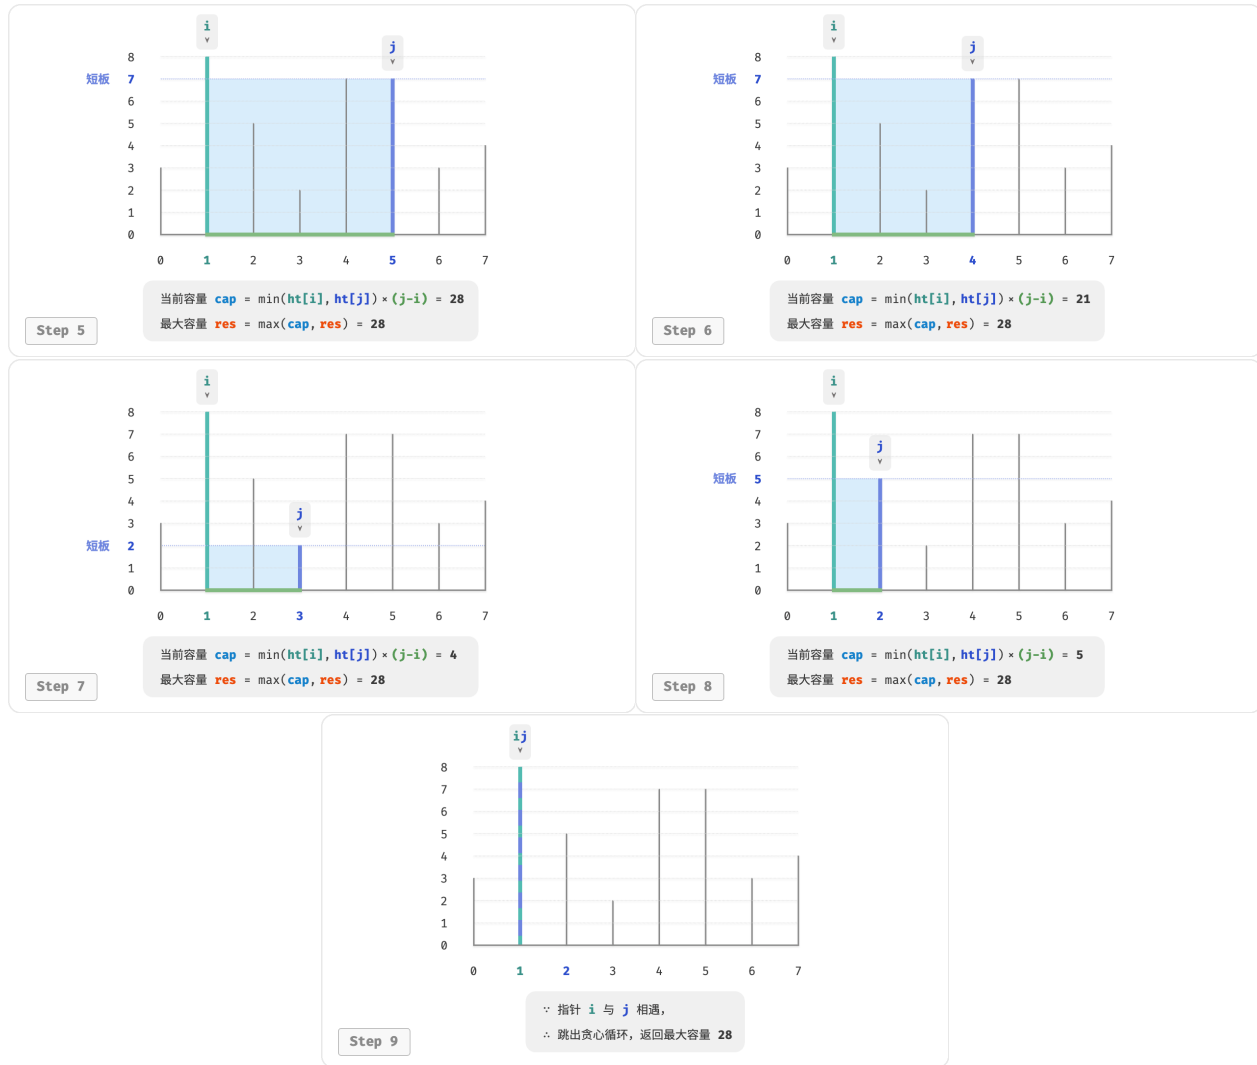 i
j
8
短板 7
6
5
4
3
2
1
0
0 1 2 3 4 5 6 7
当前容量 cap = min(ht[i], ht[j]) × (j-i) = 28
最大容量 res = max(cap, res) = 28
Step 5
i
j
8
短板 7
6
5
4
3
2
1
0
0 1 2 3 4 5 6 7
当前容量 cap = min(ht[i], ht[j]) × (j-i) = 21
最大容量 res = max(cap, res) = 28
Step 6
i
8
7
6
5
4
j
3
短板 2
1
0
0 1 2 3 4 5 6 7
当前容量 cap = min(ht[i], ht[j]) × (j-i) = 4
最大容量 res = max(cap, res) = 28
Step 7
i
8
7
j
6
短板 5
4
3
2
1
0
0 1 2 3 4 5 6 7
当前容量 cap = min(ht[i], ht[j]) × (j-i) = 5
最大容量 res = max(cap, res) = 28
Step 8
ij
8
7
6
5
4
3
2
1
0
0 1 2 3 4 5 6 7
∵ 指针 i 与 j 相遇，
∴ 跳出贪心循环，返回最大容量 28
Step 9